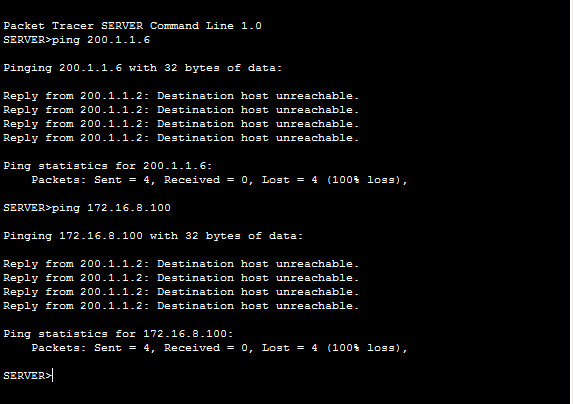 Packet Tracer SERVER Command Line 1.0
SERVER>ping 200.1.1.6
Pinging 200.1.1.6 with 32 bytes of data:
Reply from 200.1.1.2: Destination host unreachable.
Reply from 200.1.1.2: Destination host unreachable.
Reply from 200.1.1.2: Destination host unreachable.
Reply from 200.1.1.2: Destination host unreachable.
Ping statistics for 200.1.1.6:
    Packets: Sent = 4, Received = 0, Lost = 4 (100% loss),
SERVER>ping 172.16.8.100
Pinging 172.16.8.100 with 32 bytes of data:
Reply from 200.1.1.2: Destination host unreachable.
Reply from 200.1.1.2: Destination host unreachable.
Reply from 200.1.1.2: Destination host unreachable.
Reply from 200.1.1.2: Destination host unreachable.
Ping statistics for 172.16.8.100:
    Packets: Sent = 4, Received = 0, Lost = 4 (100% loss),
SERVER>